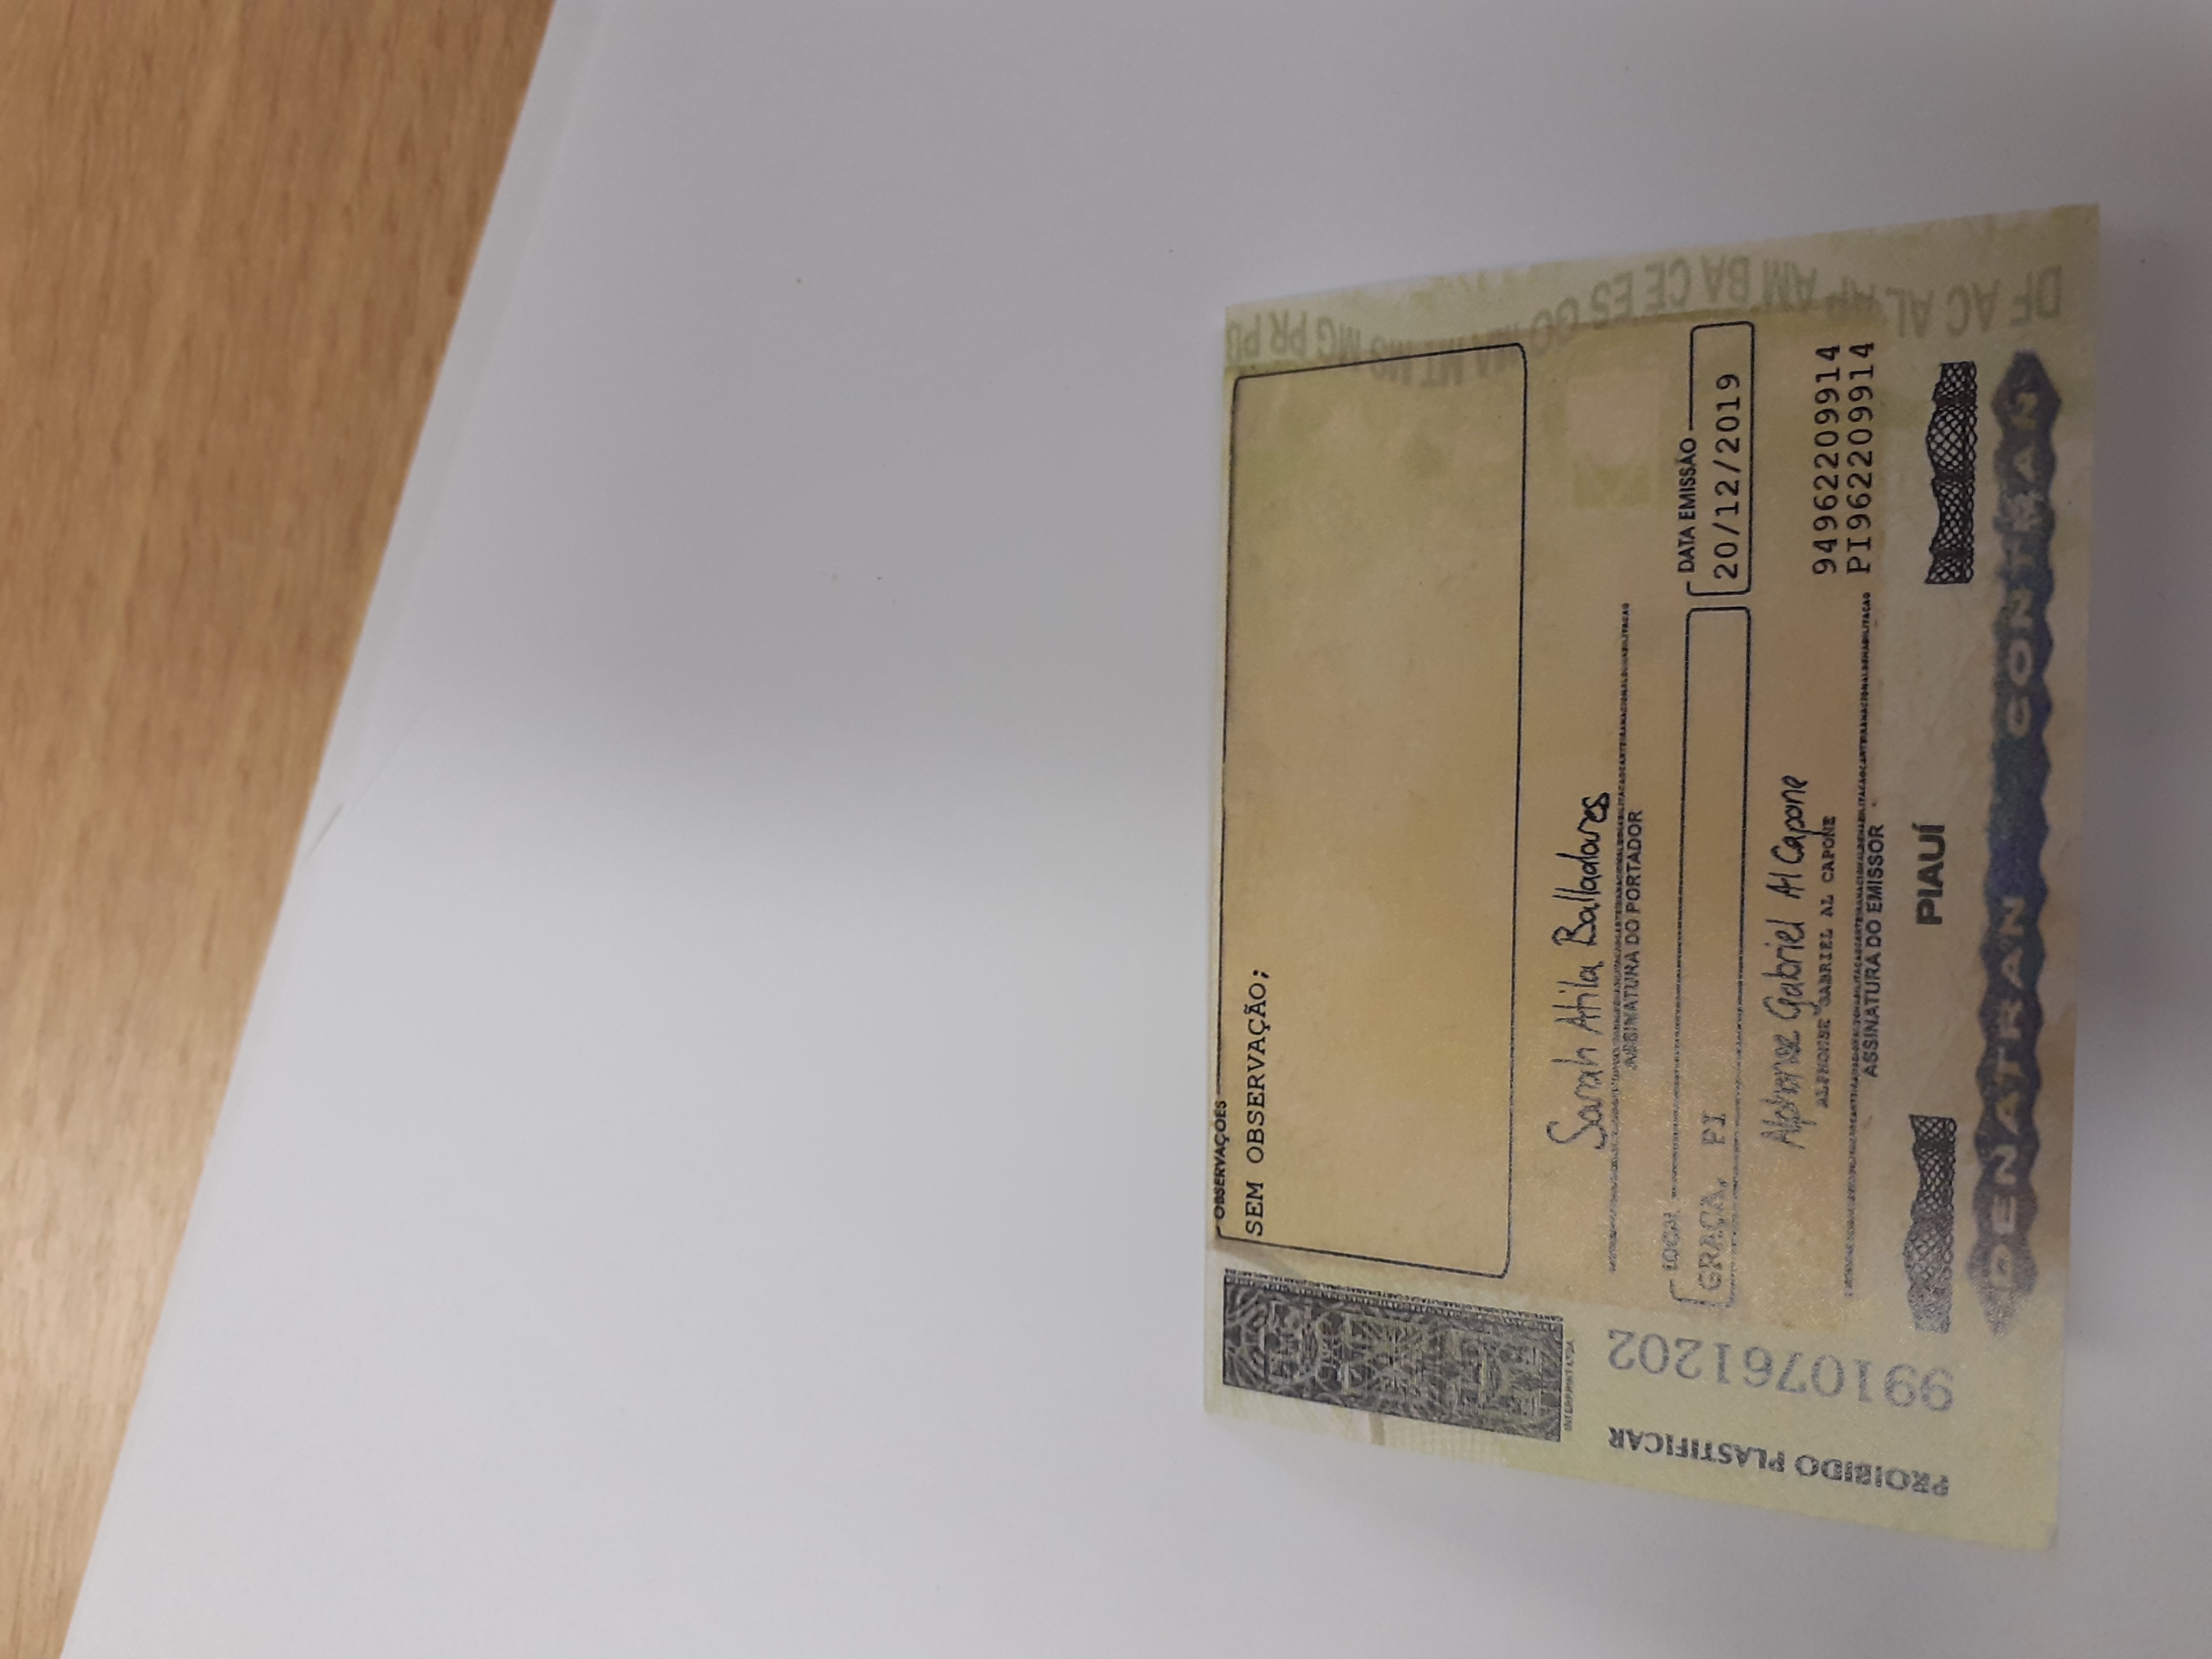 OBSERVAÇÕES
SEM OBSERVAÇÃO;
Sarah Atila Balladares
ASSINATURA DO PORTADOR
LOCAL
DATA EMISSÃO
GRAÇA, PI
20/12/2019
Alphonse Gabriel Al Capone
ALPHONSE GABRIEL AL CAPONE
94962209914
PI962209914
ASSINATURA DO EMISSOR
PIAUÍ
DENATRAN CONTRAN
PROIBIDO PLASTIFICAR
9910761202
DF AC AL AP AM BA CE ES GO MA MT MS MG PR